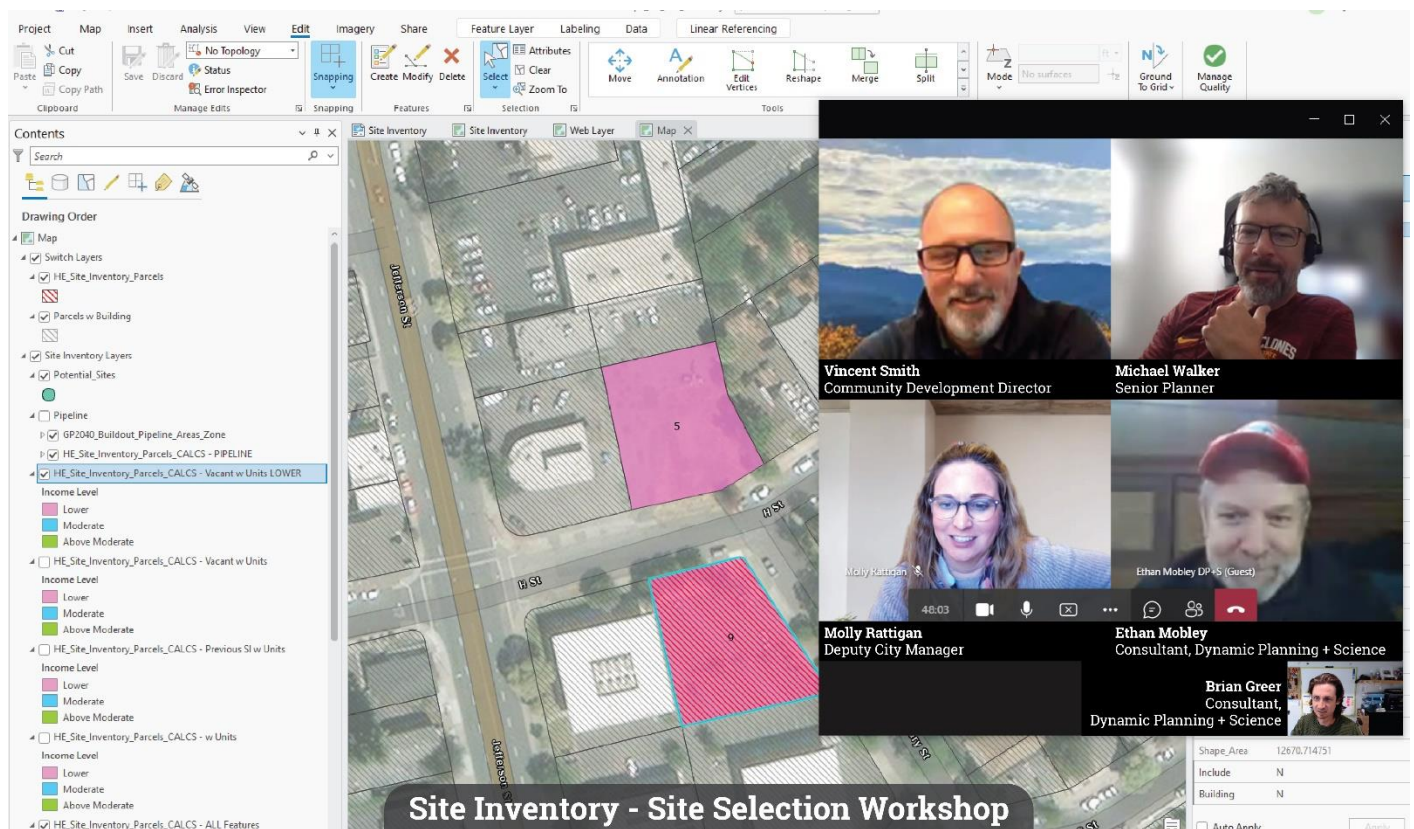 Project Map Insert Analysis View Edit Imagery Share Feature Layer Labeling Data Linear Referencing
Cut
Copy
Copy Path
Paste
Clipboard
Save Discard
No Topology
Status
Error Inspector
Manage Edits
Snapping
Snapping
Create Modify Delete
Features
Select
Attributes
Clear
Zoom To
Selection
Move
Annotation
Edit
Vertices
Reshape
Merge
Split
Tools
Mode
ft
No surfaces
Ground
To Grid
Manage
Quality
Contents
Search
Drawing Order
Map
Switch Layers
HE_Site_Inventory_Parcels
Parcels w Building
Site Inventory Layers
Potential_Sites
Pipeline
GP2040_Buildout_Pipeline_Areas_Zone
HE_Site_Inventory_Parcels_CALCS - PIPELINE
HE_Site_Inventory_Parcels_CALCS - Vacant w Units LOWER
Income Level
Lower
Moderate
Above Moderate
HE_Site_Inventory_Parcels_CALCS - Vacant w Units
Income Level
Lower
Moderate
Above Moderate
HE_Site_Inventory_Parcels_CALCS - Previous SI w Units
Income Level
Lower
Moderate
Above Moderate
HE_Site_Inventory_Parcels_CALCS - w Units
Income Level
Lower
Moderate
Above Moderate
HE_Site_Inventory_Parcels_CALCS - ALL Features
Site Inventory Site Inventory Web Layer Map
Jefferson St
5
H St
H St
9
Jefferson St
Vincent Smith
Community Development Director
Michael Walker
Senior Planner
CLONES
Molly Rattigan
Ethan Mobley DP+S (Guest)
48:03
Molly Rattigan
Deputy City Manager
Ethan Mobley
Consultant, Dynamic Planning + Science
Brian Greer
Consultant,
Dynamic Planning + Science
Shape_Area 12670.714751
Include N
Building N
Auto Apply Apply
Site Inventory - Site Selection Workshop